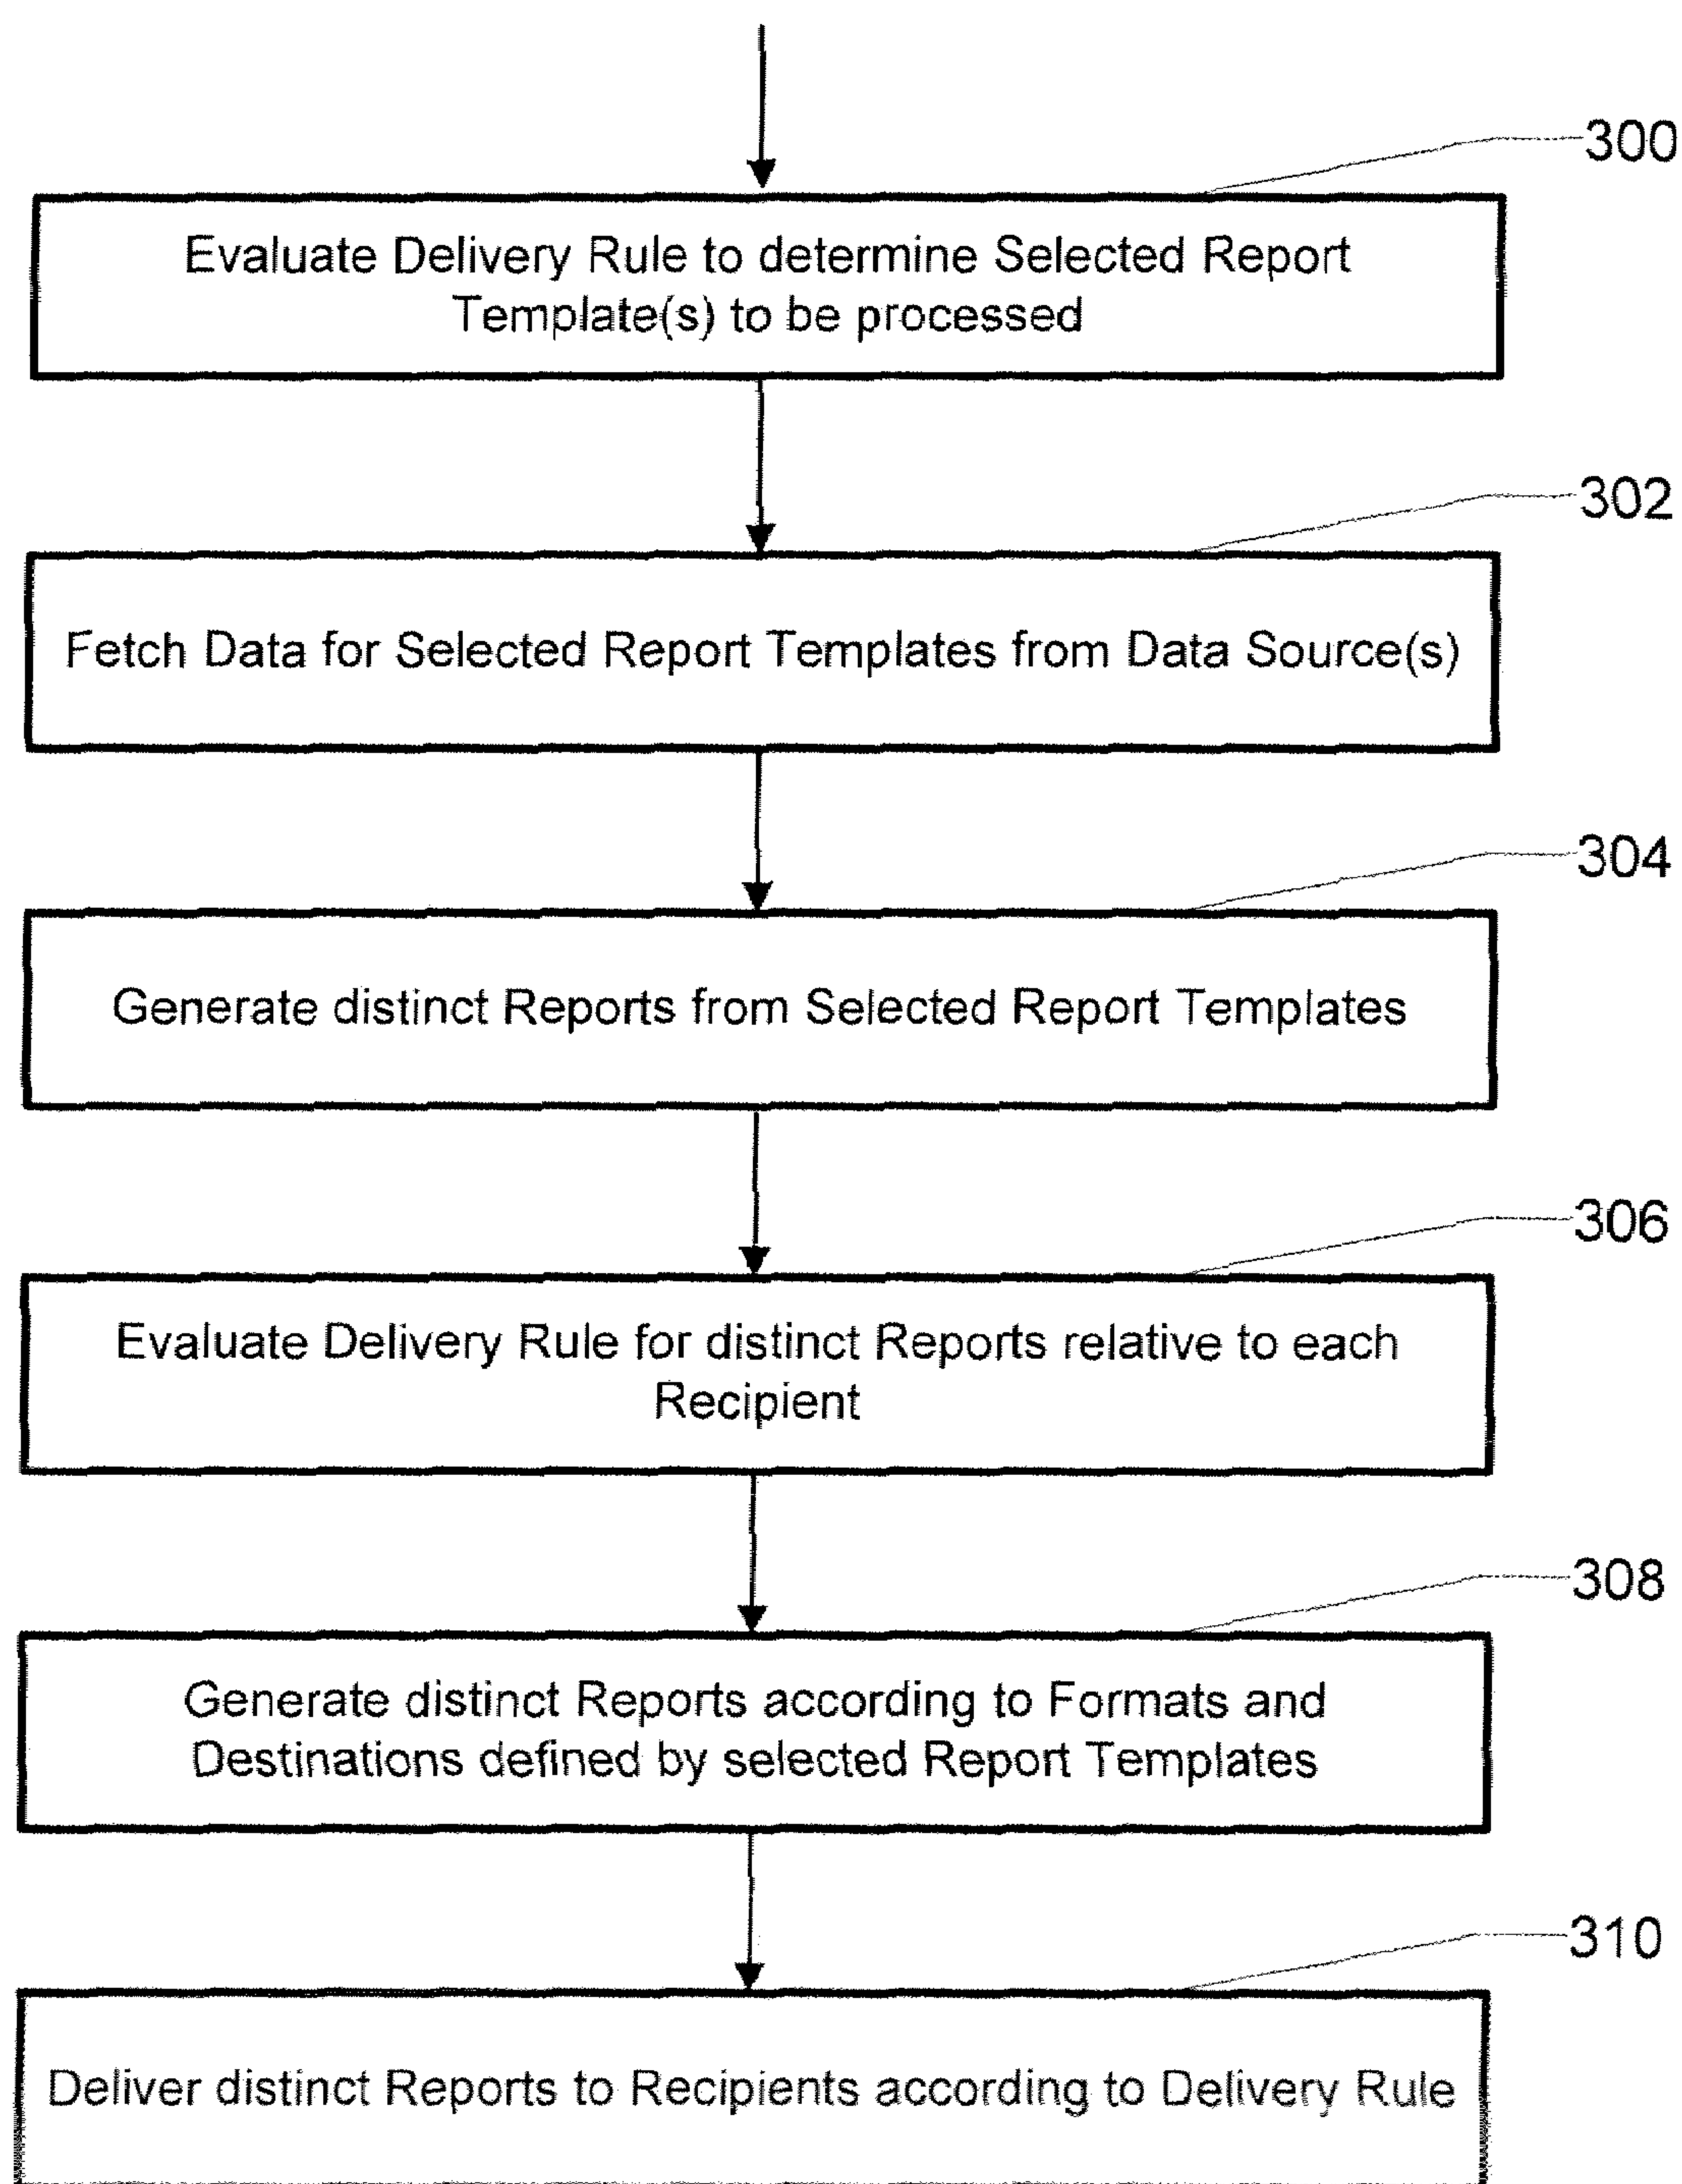 300
Evaluate Delivery Rule to determine Selected Report
Template(s) to be processed
302
Fetch Data for Selected Report Templates from Data Source(s)
304
Generate distinct Reports from Selected Report Templates
306
Evaluate Delivery Rule for distinct Reports relative to each
Recipient
308
Generate distinct Reports according to Formats and
Destinations defined by selected Report Templates
310
Deliver distinct Reports to Recipients according to Delivery Rule